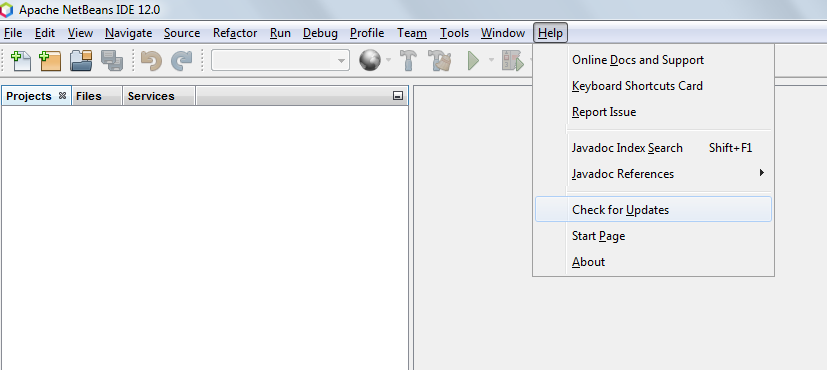 Apache NetBeans IDE 12.0
File Edit View Navigate Source Refactor Run Debug Profile Team Tools Window Help
Projects Files Services
Online Docs and Support
Keyboard Shortcuts Card
Report Issue
Javadoc Index Search Shift+F1
Javadoc References
Check for Updates
Start Page
About